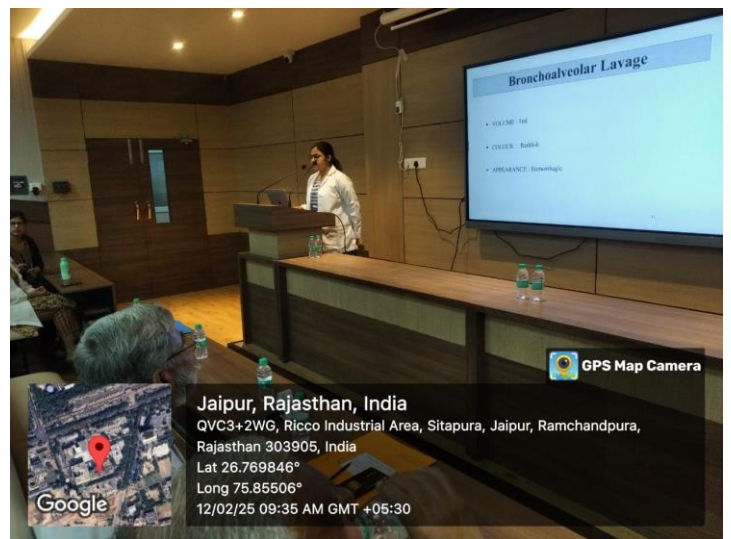 Bronchoalveolar Lavage
• VOLUME : 1ml
• COLOUR : Reddish
• APPEARANCE : Hemorrhagic
GPS Map Camera
Jaipur, Rajasthan, India
QVC3+2WG, Ricco Industrial Area, Sitapura, Jaipur, Ramchandpura,
Rajasthan 303905, India
Lat 26.769846°
Long 75.85506°
12/02/25 09:35 AM GMT +05:30
Google